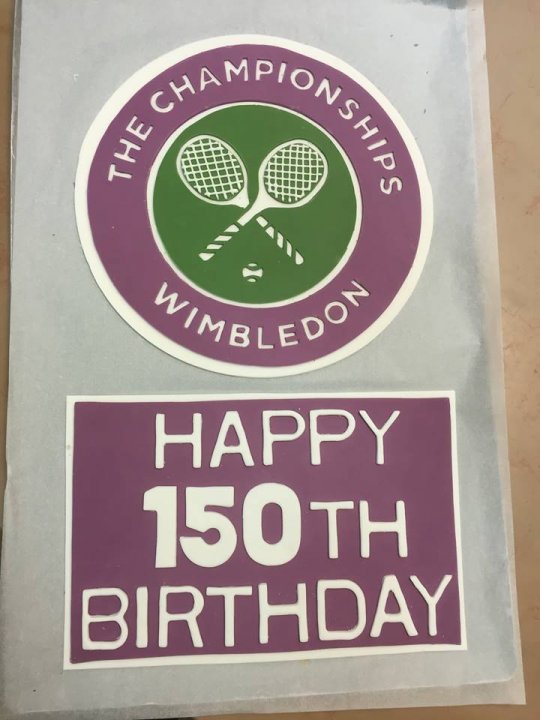 THE CHAMPIONSHIPS
WIMBLEDON
HAPPY
150TH
BIRTHDAY